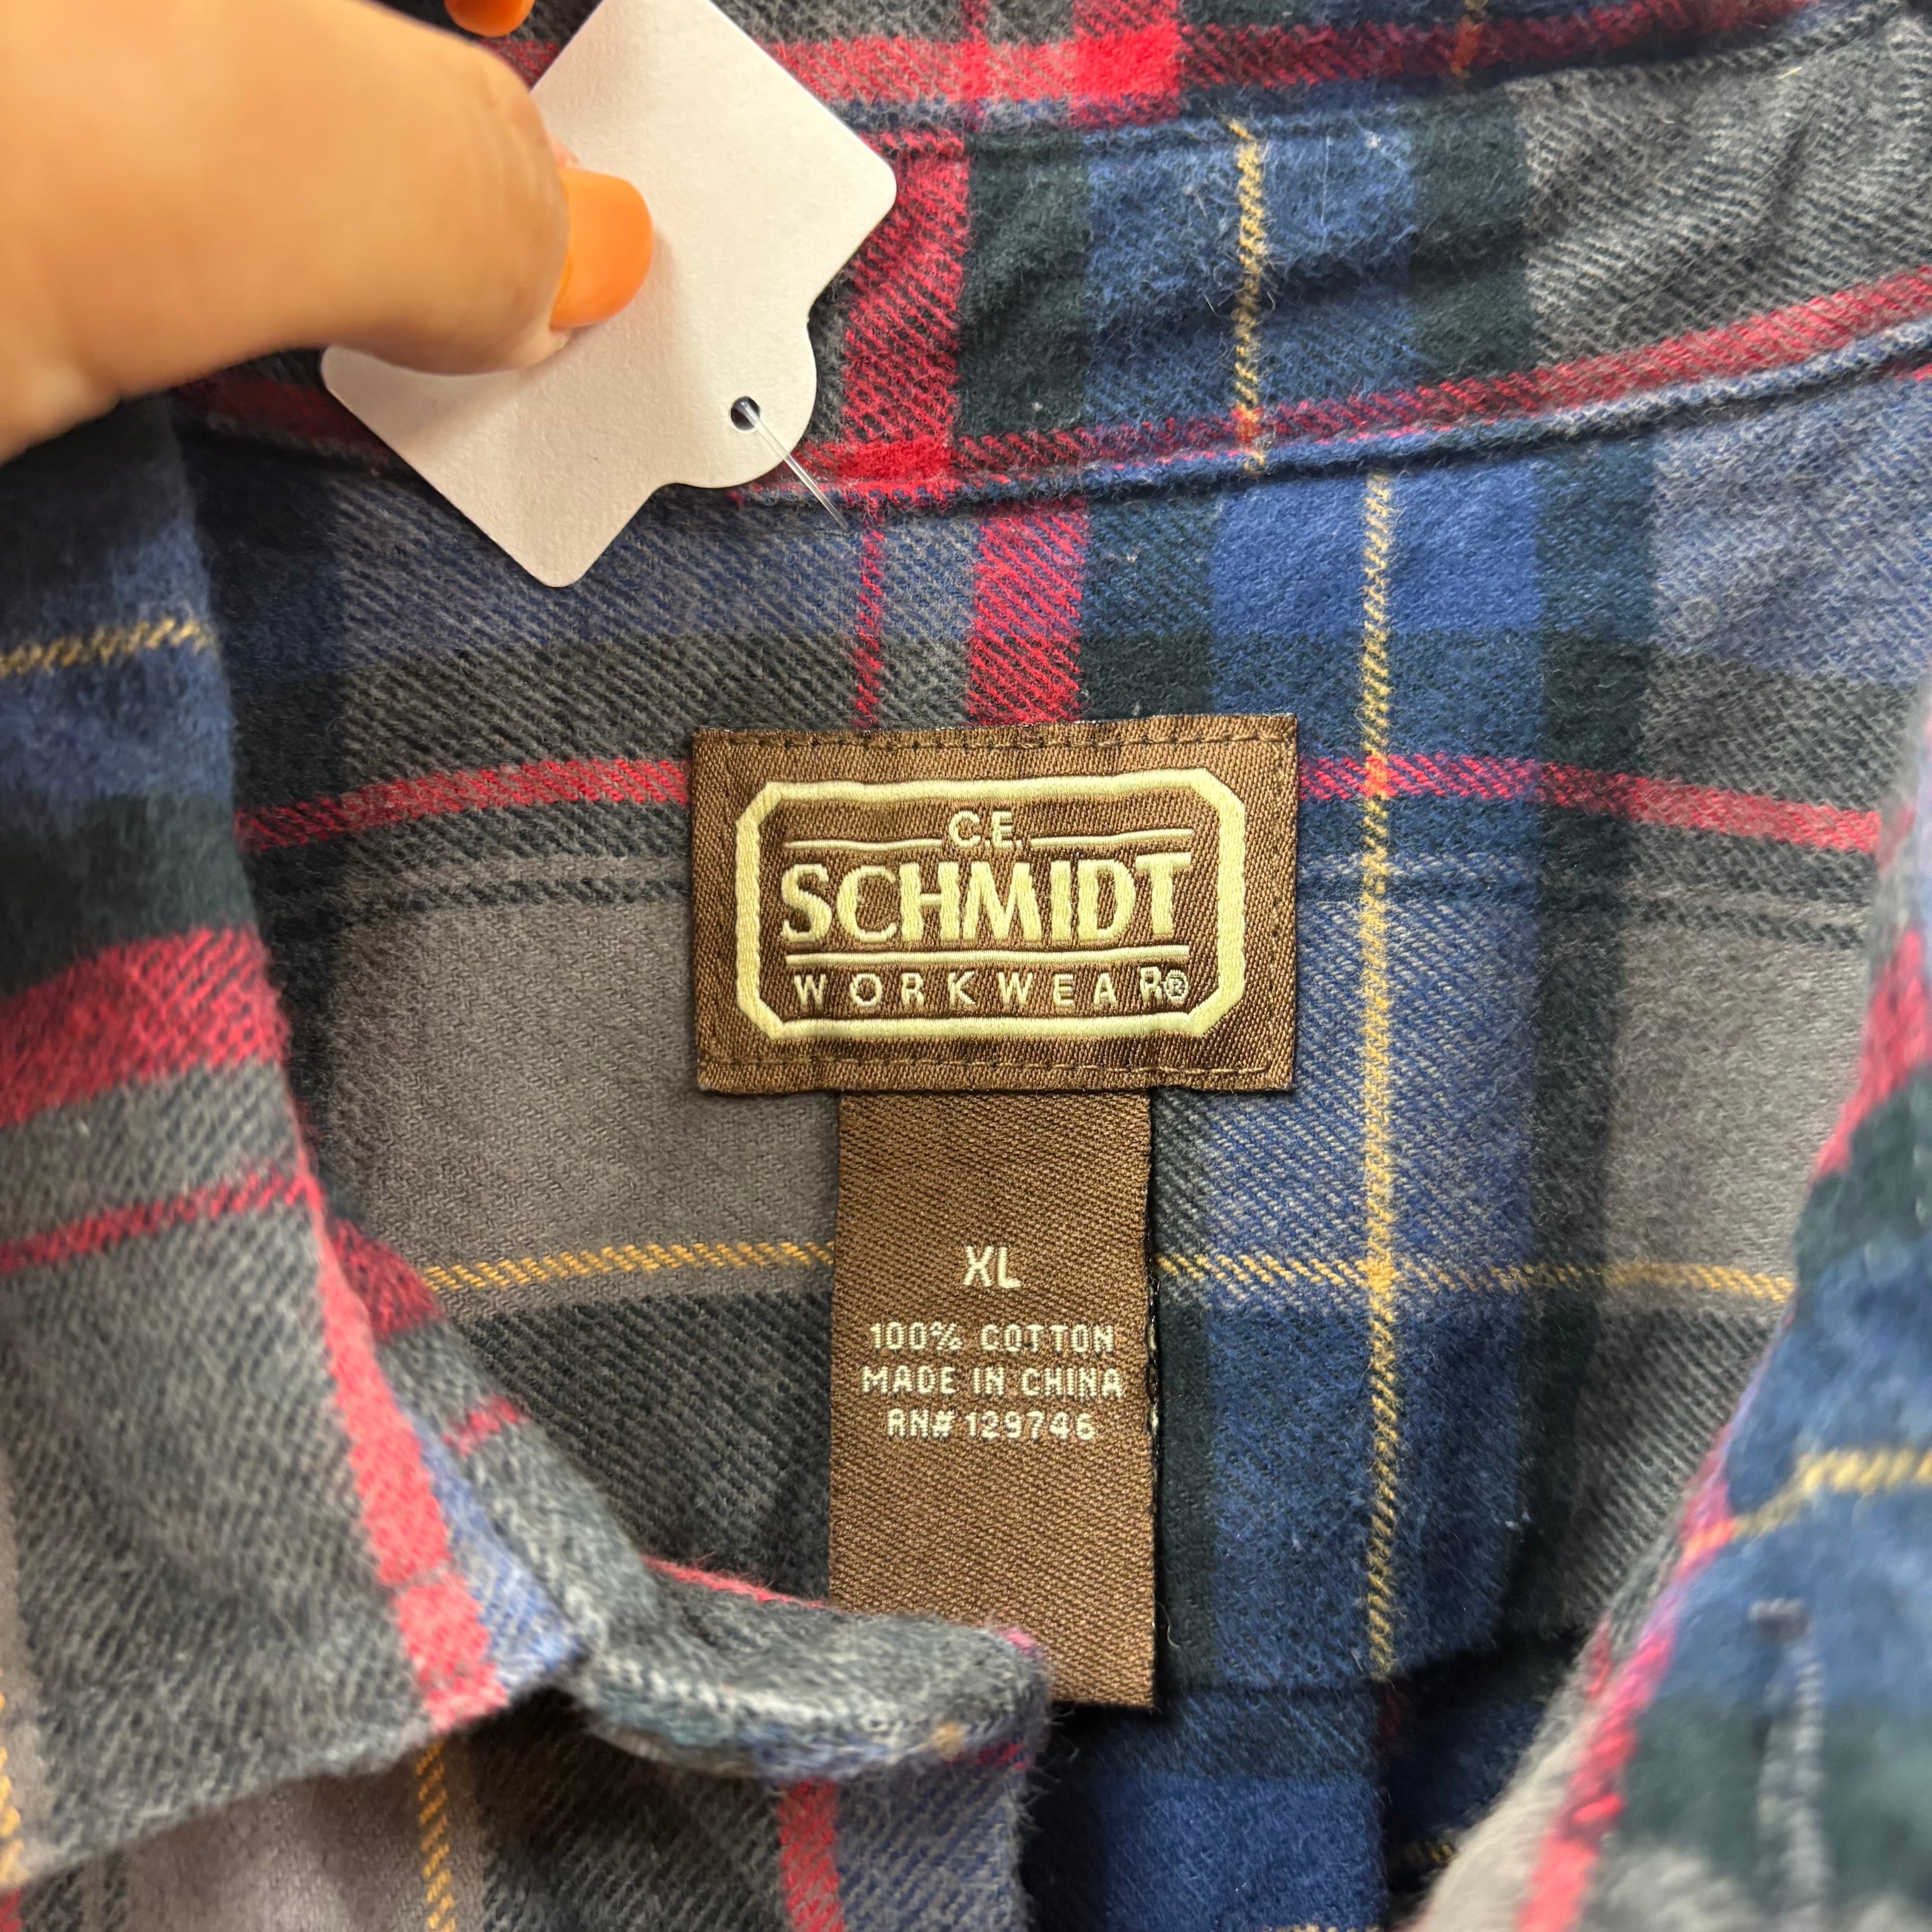 C.E.
SCHMIDT
WORKWEAR®
XL
100% COTTON
MADE IN CHINA
RN# 129746